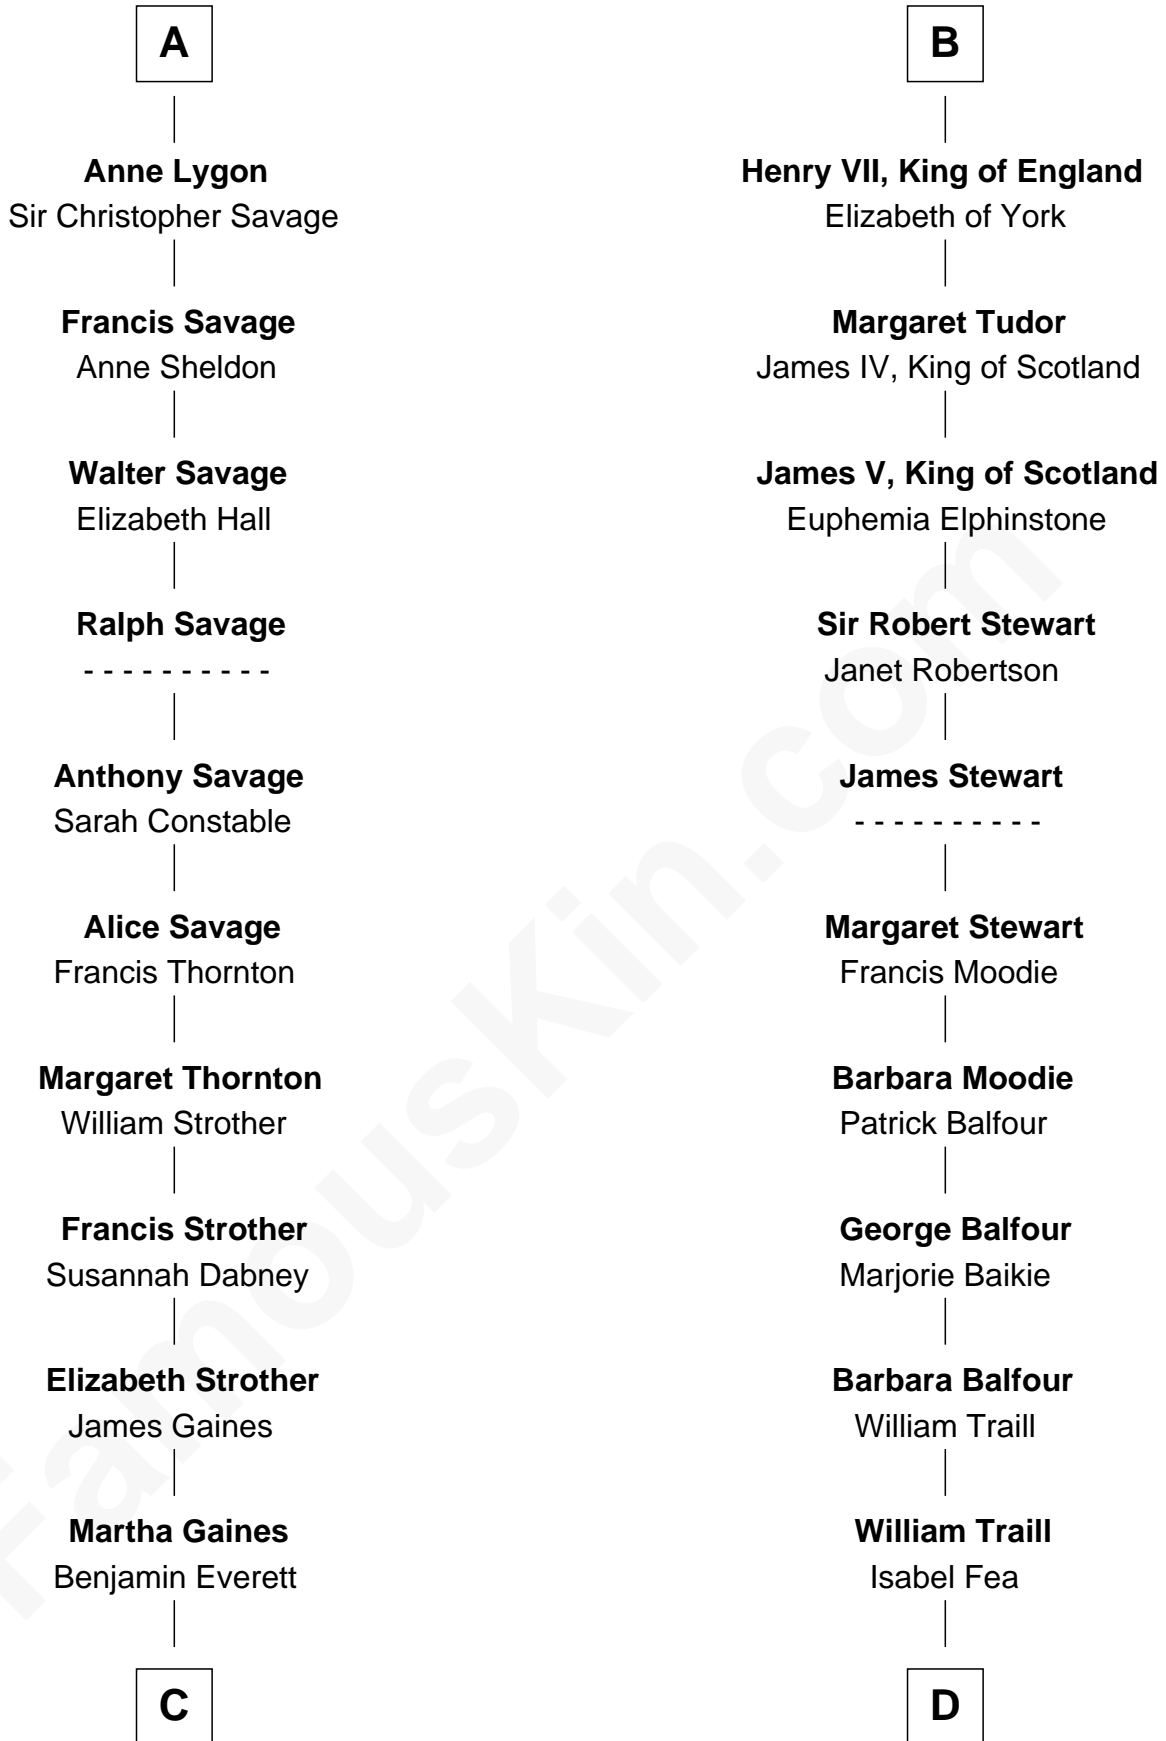 A
Anne Lygon
Sir Christopher Savage
Francis Savage
Anne Sheldon
Walter Savage
Elizabeth Hall
Ralph Savage
- - - - - - - - - -
Anthony Savage
Sarah Constable
Alice Savage
Francis Thornton
Margaret Thornton
William Strother
Francis Strother
Susannah Dabney
Elizabeth Strother
James Gaines
Martha Gaines
Benjamin Everett
C
B
Henry VII, King of England
Elizabeth of York
Margaret Tudor
James IV, King of Scotland
James V, King of Scotland
Euphemia Elphinstone
Sir Robert Stewart
Janet Robertson
James Stewart
- - - - - - - - - -
Margaret Stewart
Francis Moodie
Barbara Moodie
Patrick Balfour
George Balfour
Marjorie Baikie
Barbara Balfour
William Traill
William Traill
Isabel Fea
D
FamousKin.com